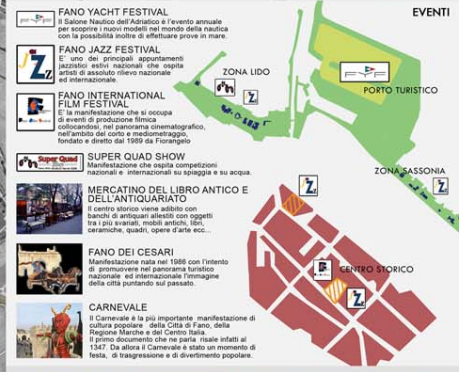 EVENTI
FANO YACHT FESTIVAL
Il Salone Nautico dell'Adriatico è l'evento annuale
per scoprire i nuovi modelli nel mondo della nautica
con la possibilità inoltre di effettuare prove in mare.
FANO JAZZ FESTIVAL
E' uno dei principali appuntamenti
jazzistici estivi nazionali che ospita
artisti di assoluto rilievo nazionale
ed internazionale.
FANO INTERNATIONAL
FILM FESTIVAL
E' la manifestazione che si occupa
di eventi di produzione filmica
collocandosi, nel panorama cinematografico,
nell'ambito del corto e mediometraggio,
fondato e diretto dal 1989 da Fiorangelo
SUPER QUAD SHOW
Manifestazione che ospita competizioni
nazionali e internazionali su spiaggia e su acqua.
MERCATINO DEL LIBRO ANTICO E
DELL'ANTIQUARIATO
Il centro storico viene adibito con
banchi di antiquari allestiti con oggetti
tra i più svariati, mobili antichi, libri,
ceramiche, quadri, opere d'arte ecc...
FANO DEI CESARI
Manifestazione nata nel 1986 con l'intento
di promuovere nel panorama turistico
nazionale ed internazionale l'immagine
della città puntando sul passato.
CARNEVALE
Il Carnevale è la più importante manifestazione di
cultura popolare della Città di Fano, della
Regione Marche e del Centro Italia.
Il primo documento che ne parla risale infatti al
1347. Da allora il Carnevale è stato un momento di
festa, di trasgressione e di divertimento popolare.
Super Quad
ZONA LIDO
PORTO TURISTICO
ZONA SASSONIA
CENTRO STORICO